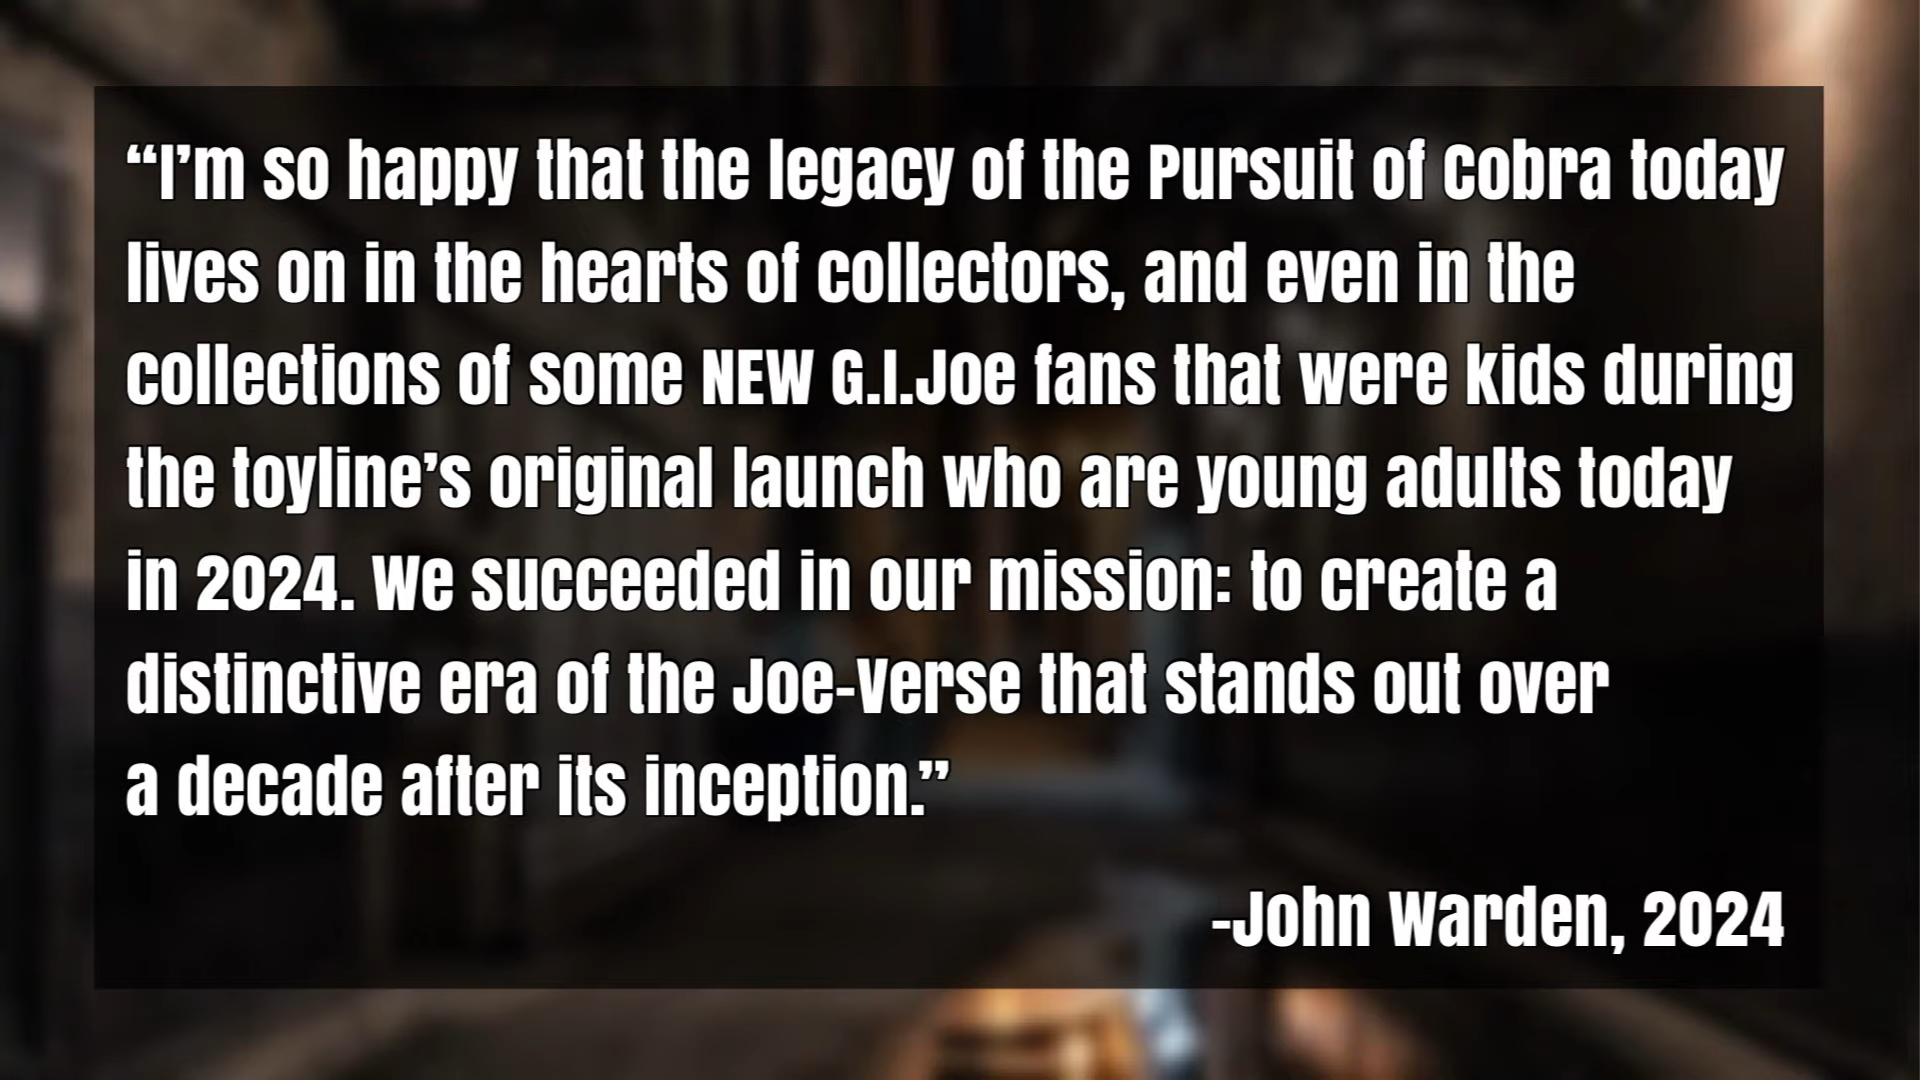 “I’m so happy that the legacy of the Pursuit of Cobra today
lives on in the hearts of collectors, and even in the
collections of some NEW G.I.Joe fans that were kids during
the toyline’s original launch who are young adults today
in 2024. We succeeded in our mission: to create a
distinctive era of the Joe-Verse that stands out over
a decade after its inception.”
-John Warden, 2024